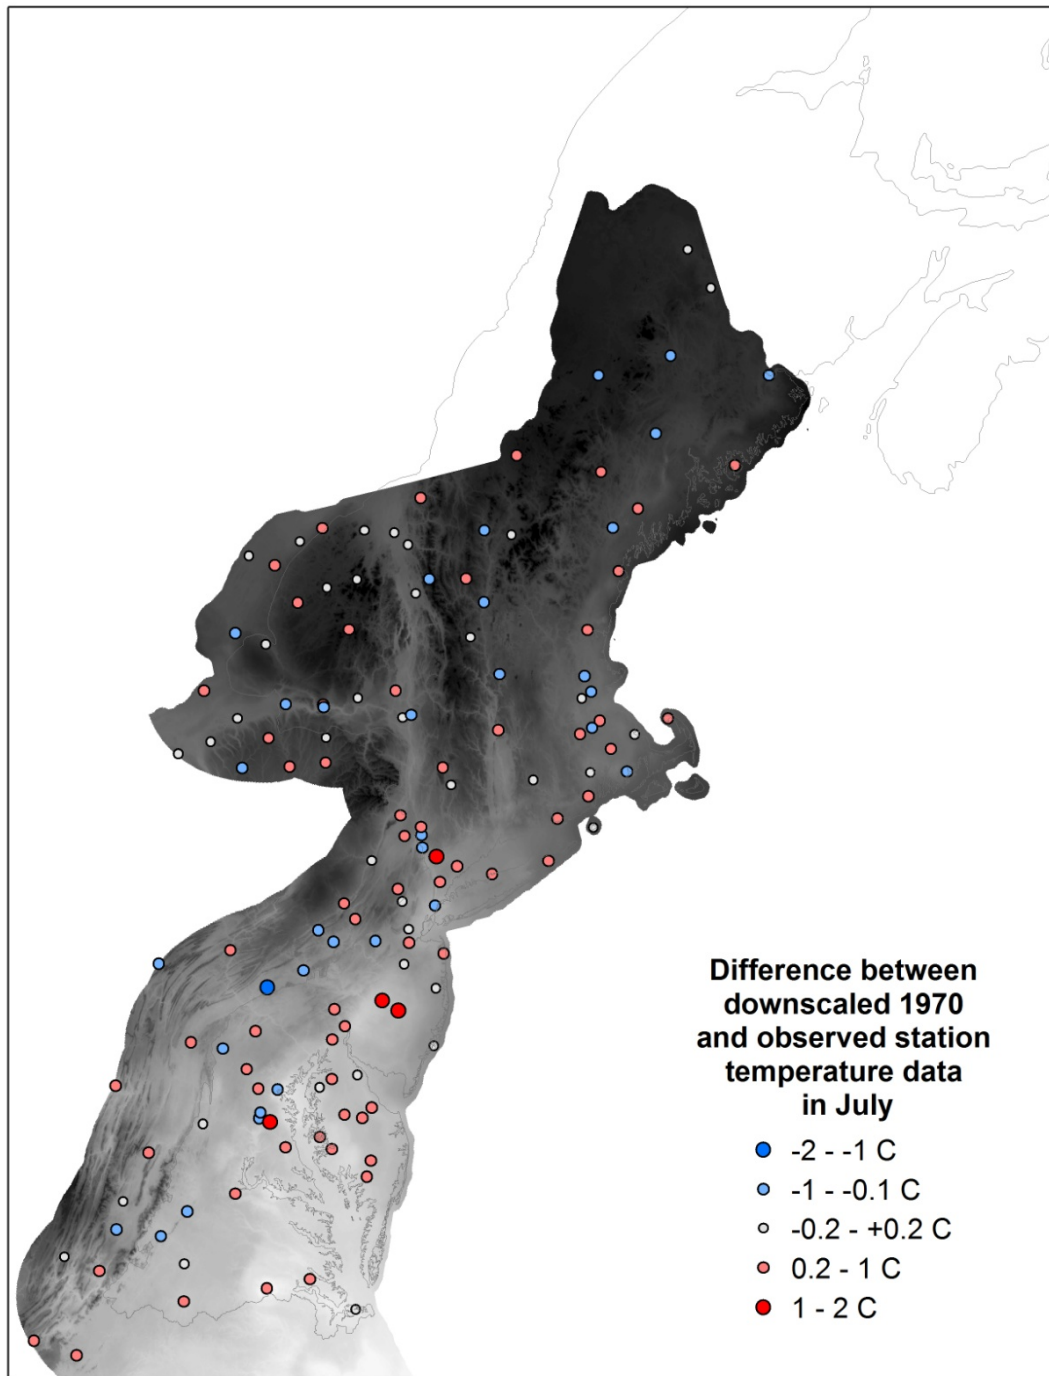 Difference between
downscaled 1970
and observed station
temperature data
in July
-2 - -1 C
-1 - -0.1 C
-0.2 - +0.2 C
0.2 - 1 C
1 - 2 C